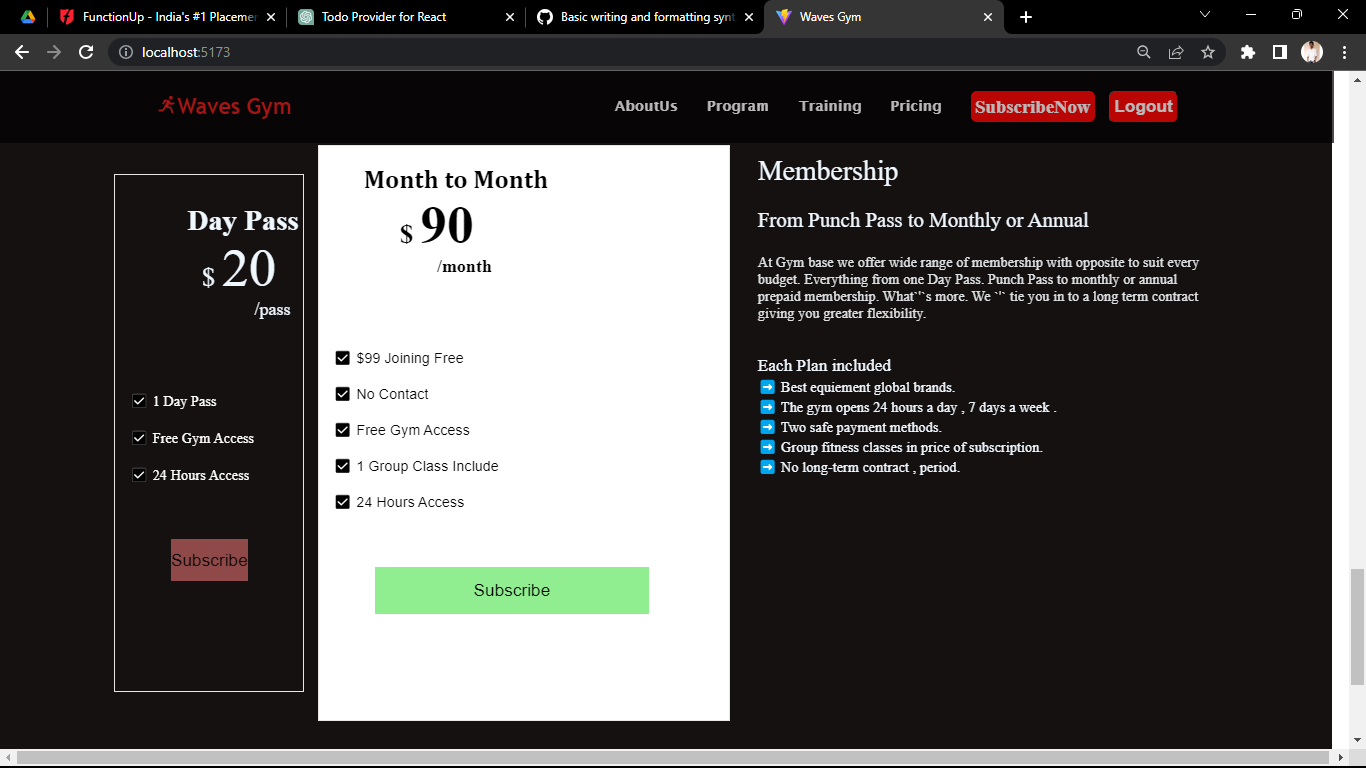 FunctionUp - India's #1 Placemer
Todo Provider for React
Basic writing and formatting synt
Waves Gym
localhost:5173
Waves Gym
AboutUs
Program
Training
Pricing
SubscribeNow
Logout
Day Pass
$ 20
/pass
1 Day Pass
Free Gym Access
24 Hours Access
Subscribe
Month to Month
$ 90
/month
$99 Joining Free
No Contact
Free Gym Access
1 Group Class Include
24 Hours Access
Subscribe
Membership
From Punch Pass to Monthly or Annual
At Gym base we offer wide range of membership with opposite to suit every
budget. Everything from one Day Pass. Punch Pass to monthly or annual
prepaid membership. What`'`s more. We `'` tie you in to a long term contract
giving you greater flexibility.
Each Plan included
Best equiement global brands.
The gym opens 24 hours a day , 7 days a week .
Two safe payment methods.
Group fitness classes in price of subscription.
No long-term contract , period.